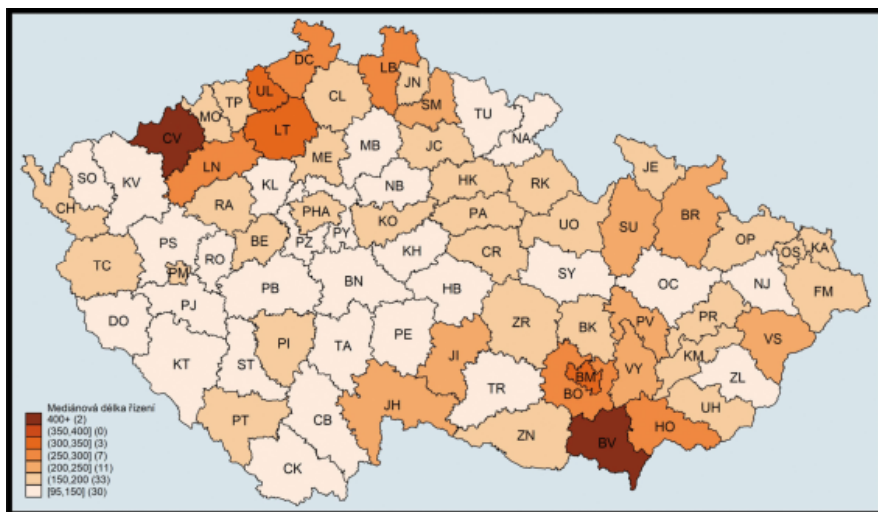 DC
LB
UL
JN
TP
CL
MO
SM
TU
CV
LT
NA
MB
JC
ME
LN
JE
SO
KV
KL
NB
HK
RK
CH
RA
PHA
KO
PA
BR
UO
SU
PS
BE
PZ
PY
KH
CR
OP
KA
OS
TC
PM
RO
SY
OC
NJ
FM
PB
BN
HB
DO
PJ
ZR
BK
PV
PR
VS
KT
ST
PI
TA
PE
JI
KM
TR
BM
VY
ZL
BO
JH
UH
PT
CB
HO
ZN
BV
CK
Mediánová délka řízení
400+ (2)
(350,400] (0)
(300,350] (3)
(250,300] (7)
(200,250] (11)
(150,200 (33)
[95,150] (30)